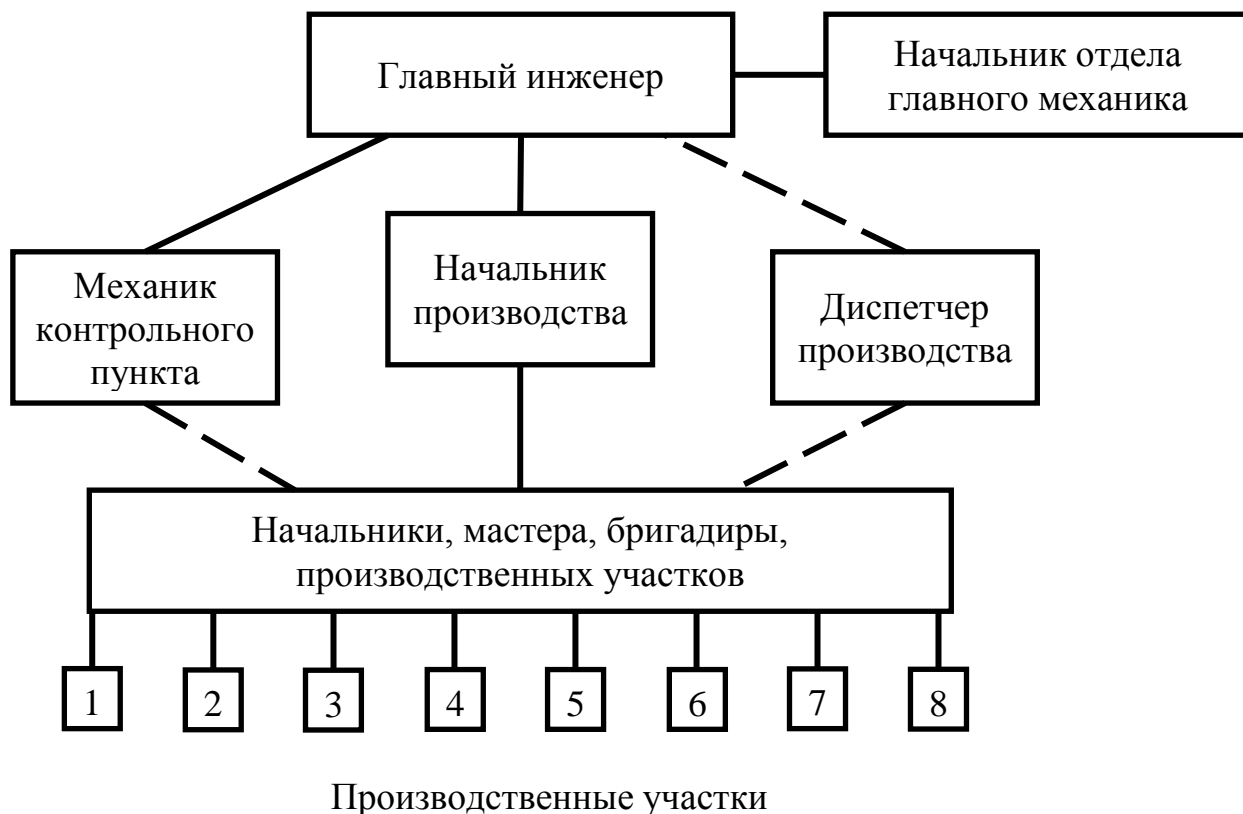 Главный инженер
Начальник отдела
главного механика
Механик
контрольного
пункта
Начальник
производства
Диспетчер
производства
Начальники, мастера, бригадиры,
производственных участков
1 2 3 4 5 6 7 8
Производственные участки